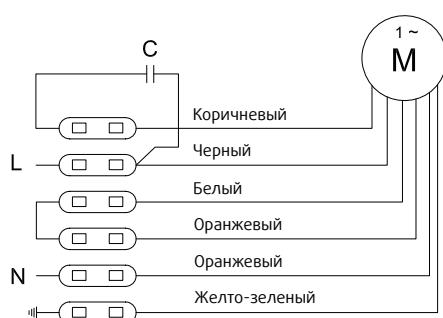 C
1 ~
M
Коричневый
L
Черный
Белый
Оранжевый
N
Оранжевый
Желто-зеленый